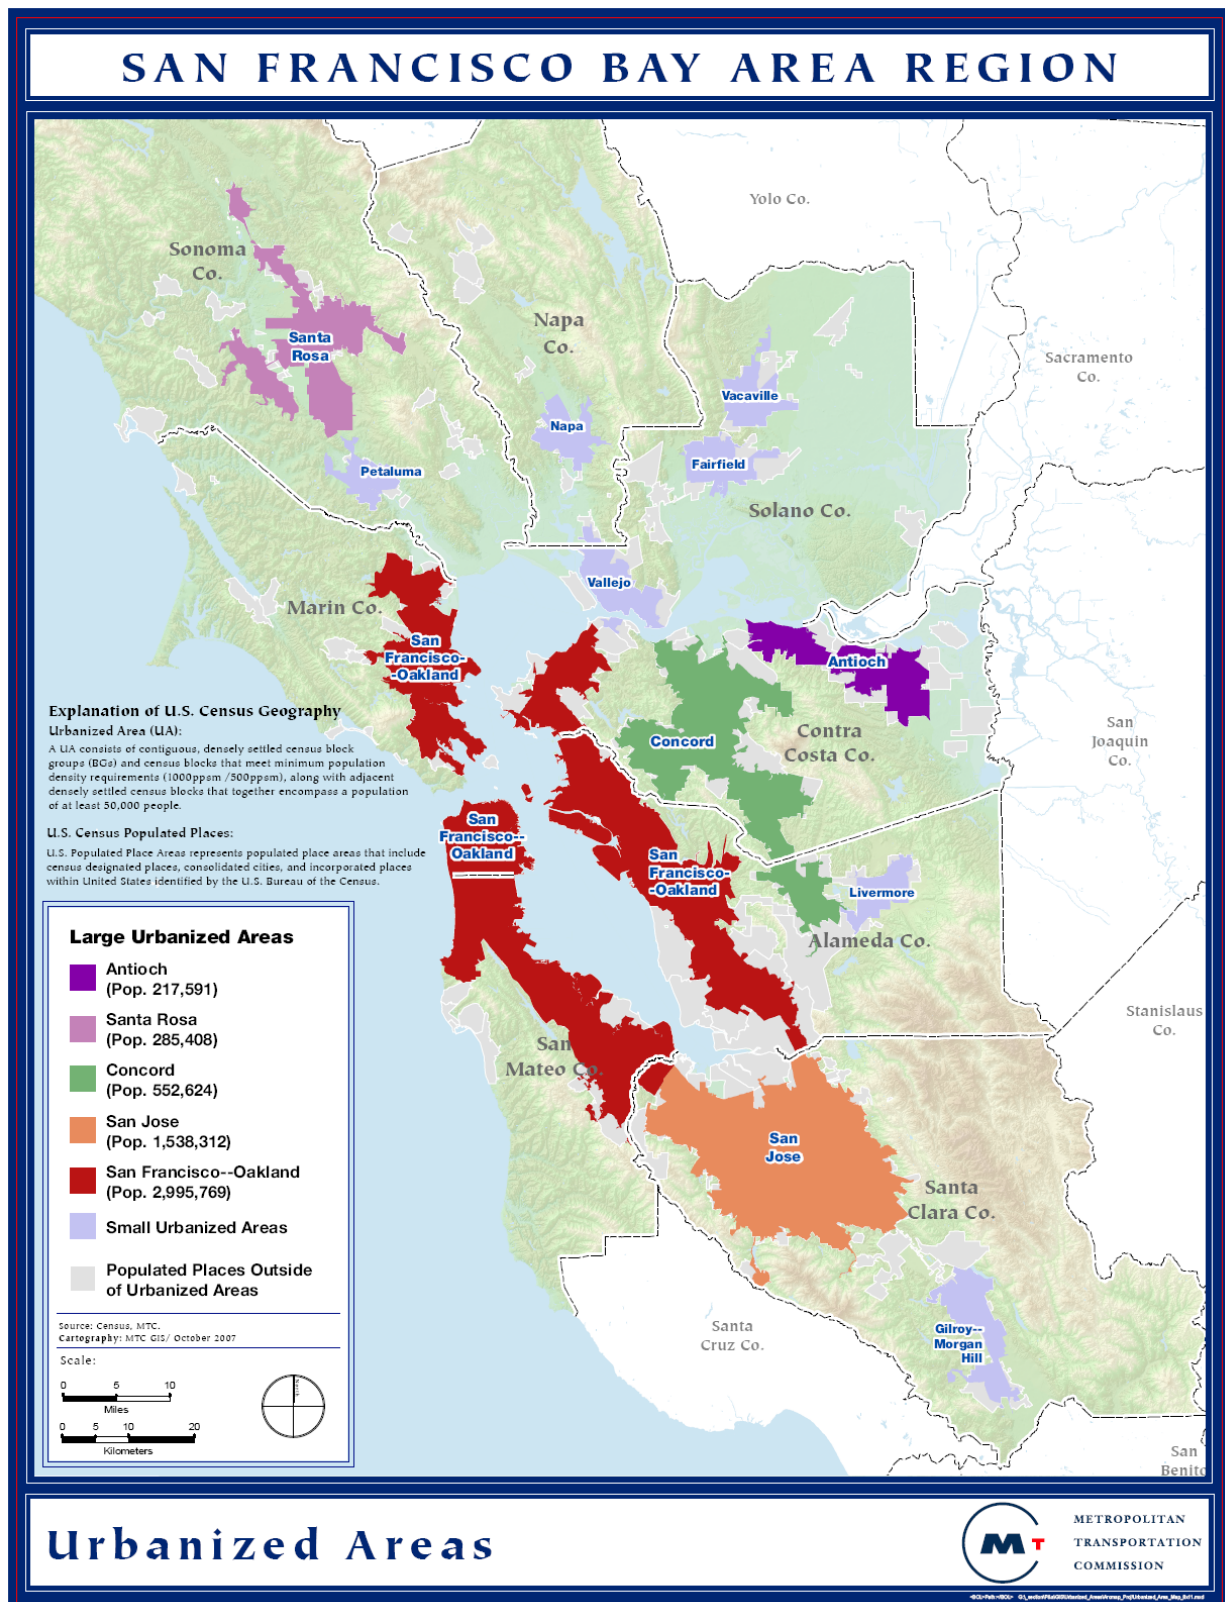 SAN FRANCISCO BAY AREA REGION
Yolo Co.
Sonoma
Co.
Napa
Co.
Santa
Rosa
Sacramento
Co.
Vacaville
Napa
Fairfield
Petaluma
Solano Co.
Vallejo
Marin Co.
San
Francisco-
-Oakland
Antioch
Explanation of U.S. Census Geography
Urbanized Area (UA):
A UA consists of contiguous, densely settled census block
groups (BGs) and census blocks that meet minimum population
density requirements (1000ppsm /500ppsm), along with adjacent
densely settled census blocks that together encompass a population
of at least 50,000 people.
Concord
Contra
Costa Co.
San
Joaquin
Co.
U.S. Census Populated Places:
U.S. Populated Place Areas represents populated place areas that include
census designated places, consolidated cities, and incorporated places
within United States identified by the U.S. Bureau of the Census.
San
Francisco--
Oakland
San
Francisco-
-Oakland
Livermore
Alameda Co.
Stanislaus
Co.
San
Mateo Co.
San
Jose
Santa
Clara Co.
Santa
Cruz Co.
Gilroy--
Morgan
Hill
San
Benito
Large Urbanized Areas
Antioch
(Pop. 217,591)
Santa Rosa
(Pop. 285,408)
Concord
(Pop. 552,624)
San Jose
(Pop. 1,538,312)
San Francisco--Oakland
(Pop. 2,995,769)
Small Urbanized Areas
Populated Places Outside
of Urbanized Areas
Source: Census, MTC.
Cartography: MTC GIS/ October 2007
Scale:
0 5 10
Miles
0 5 10 20
Kilometers
Urbanized Areas
M T
METROPOLITAN
TRANSPORTATION
COMMISSION